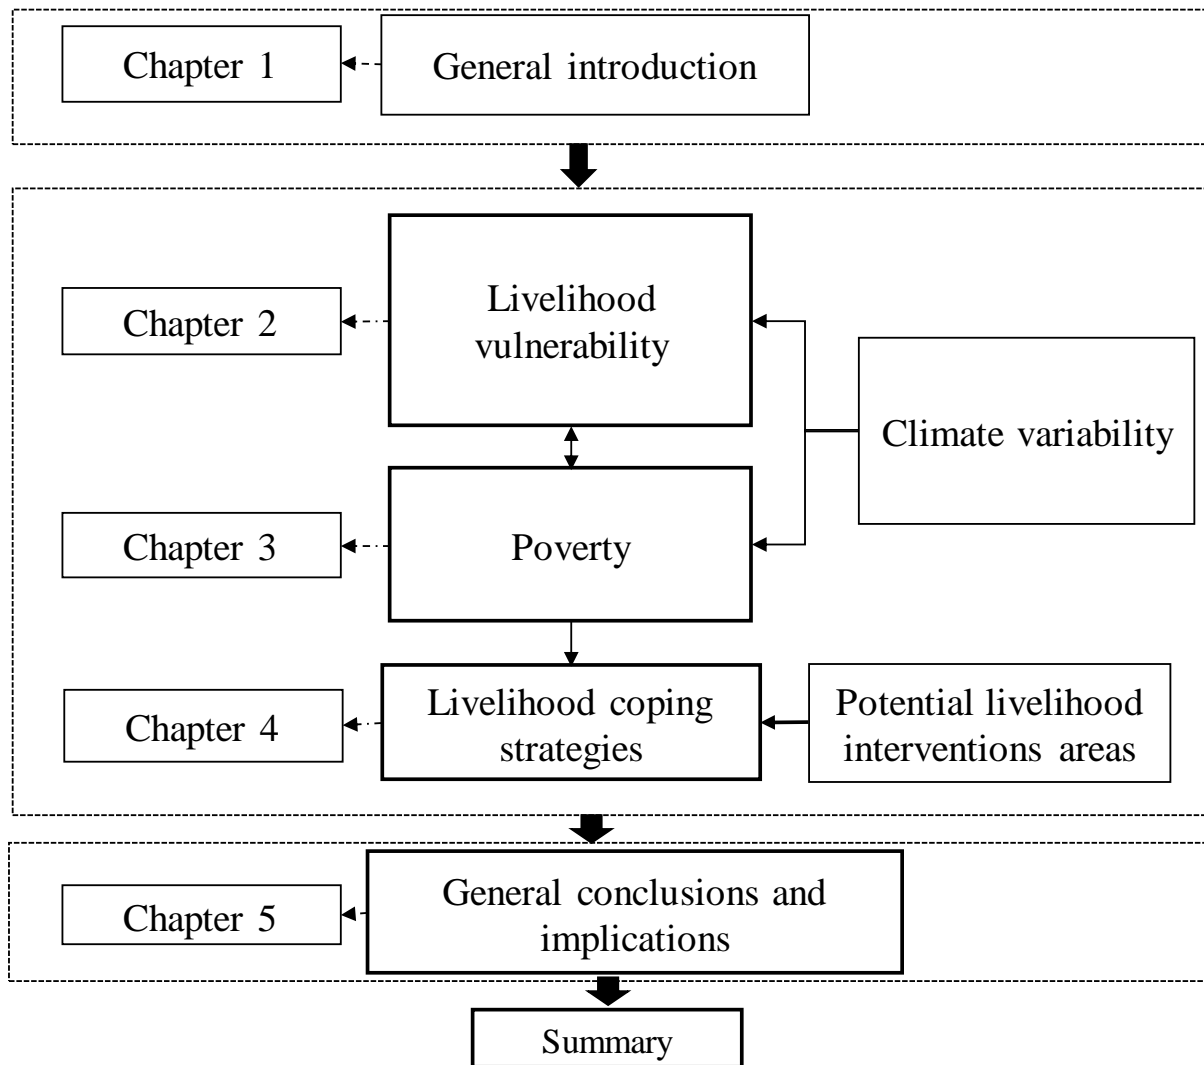 Chapter 1
General introduction
Livelihood
vulnerability
Chapter 2
Climate variability
Chapter 3
Poverty
Chapter 4
Livelihood coping
strategies
Potential livelihood
interventions areas
Chapter 5
General conclusions and
implications
Summary